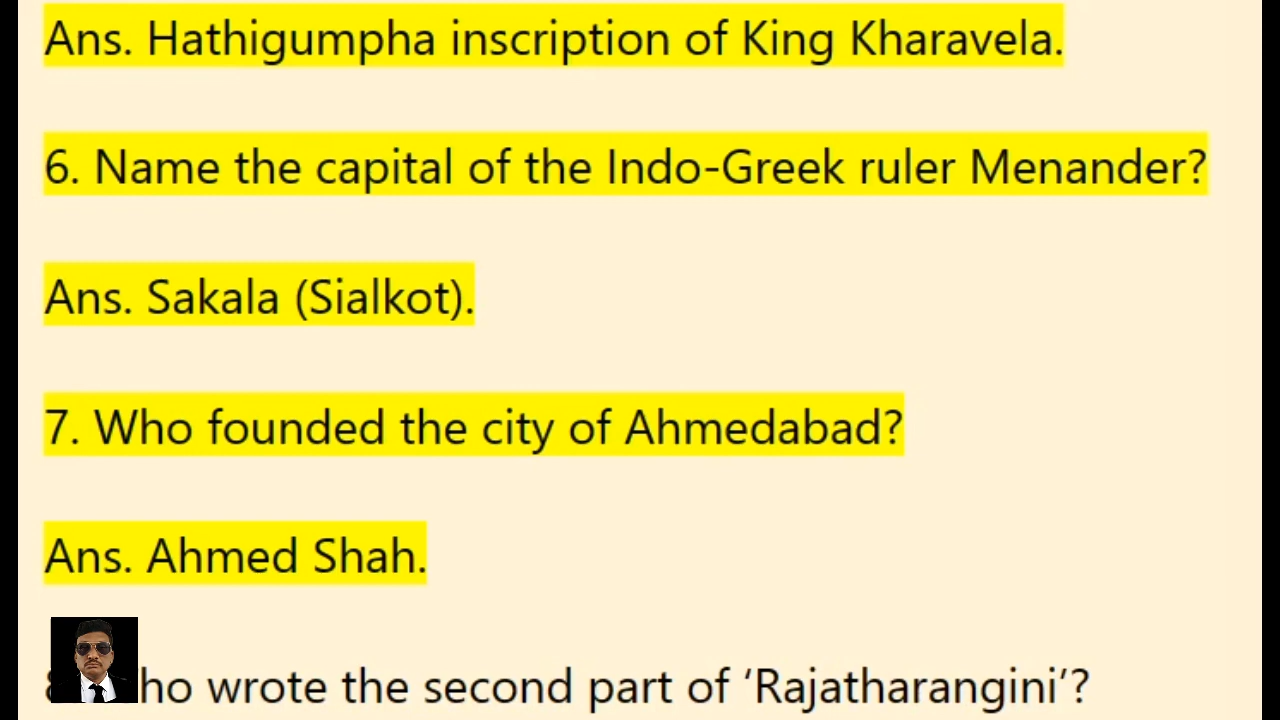 Ans. Hathigumpha inscription of King Kharavela.
6. Name the capital of the Indo-Greek ruler Menander?
Ans. Sakala (Sialkot).
7. Who founded the city of Ahmedabad?
Ans. Ahmed Shah.
ho wrote the second part of ‘Rajatharangini’?